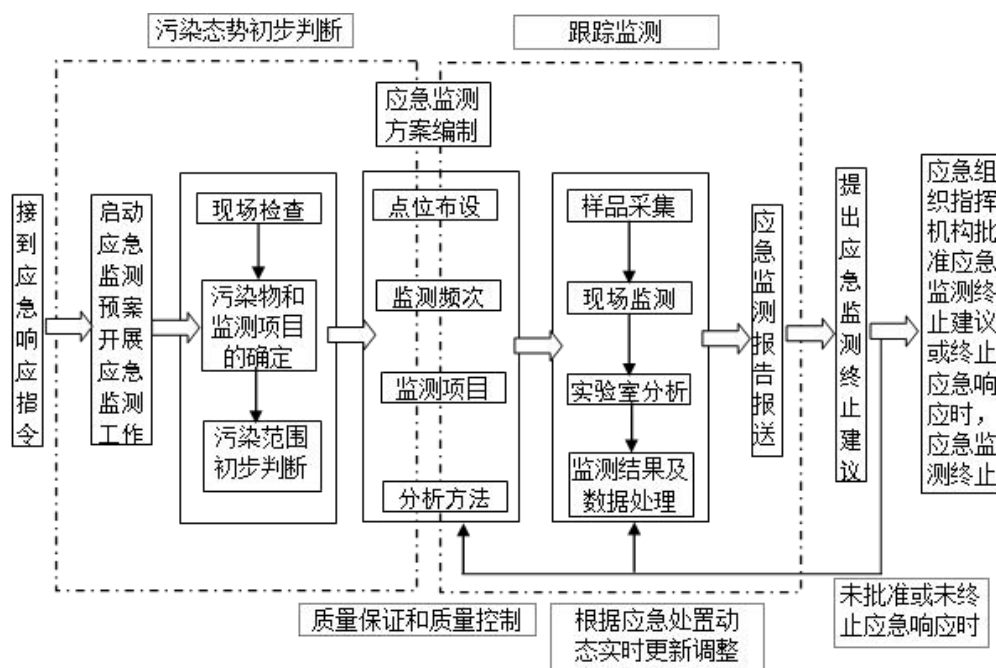 污染态势初步判断
跟踪监测
应急监测
方案编制
接
到
应
急
响
应
指
令
启动
应急
监测
预案
开展
应急
监测
工作
现场检查
污染物和
监测项目
的确定
污染范围
初步判断
点位布设
监测频次
监测项目
分析方法
样品采集
现场监测
实验室分析
监测结果及
数据处理
应
急
监
测
报
告
报
送
提
出
应
急
监
测
终
止
建
议
应急组
织指挥
机构批
准应急
监测终
止建议
或终止
应急响
应时，
应急监
测终止
质量保证和质量控制
根据应急处置动
态实时更新调整
未批准或未终
止应急响应时